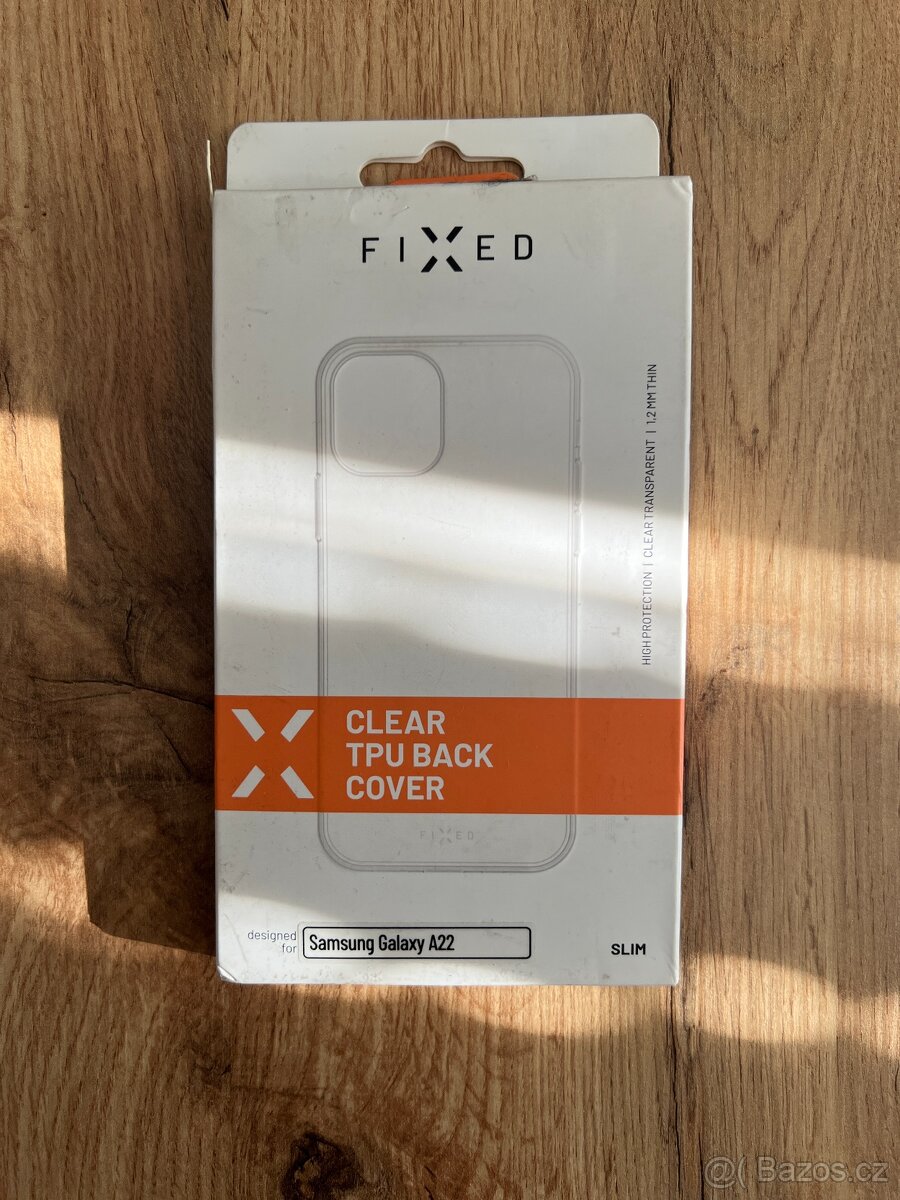 FIXED
HIGH PROTECTION | CLEAR TRANSPARENT | 1,2 MM THIN
CLEAR
TPU BACK
COVER
FIXED
designed
for
Samsung Galaxy A22
SLIM
@( Bazos.cz